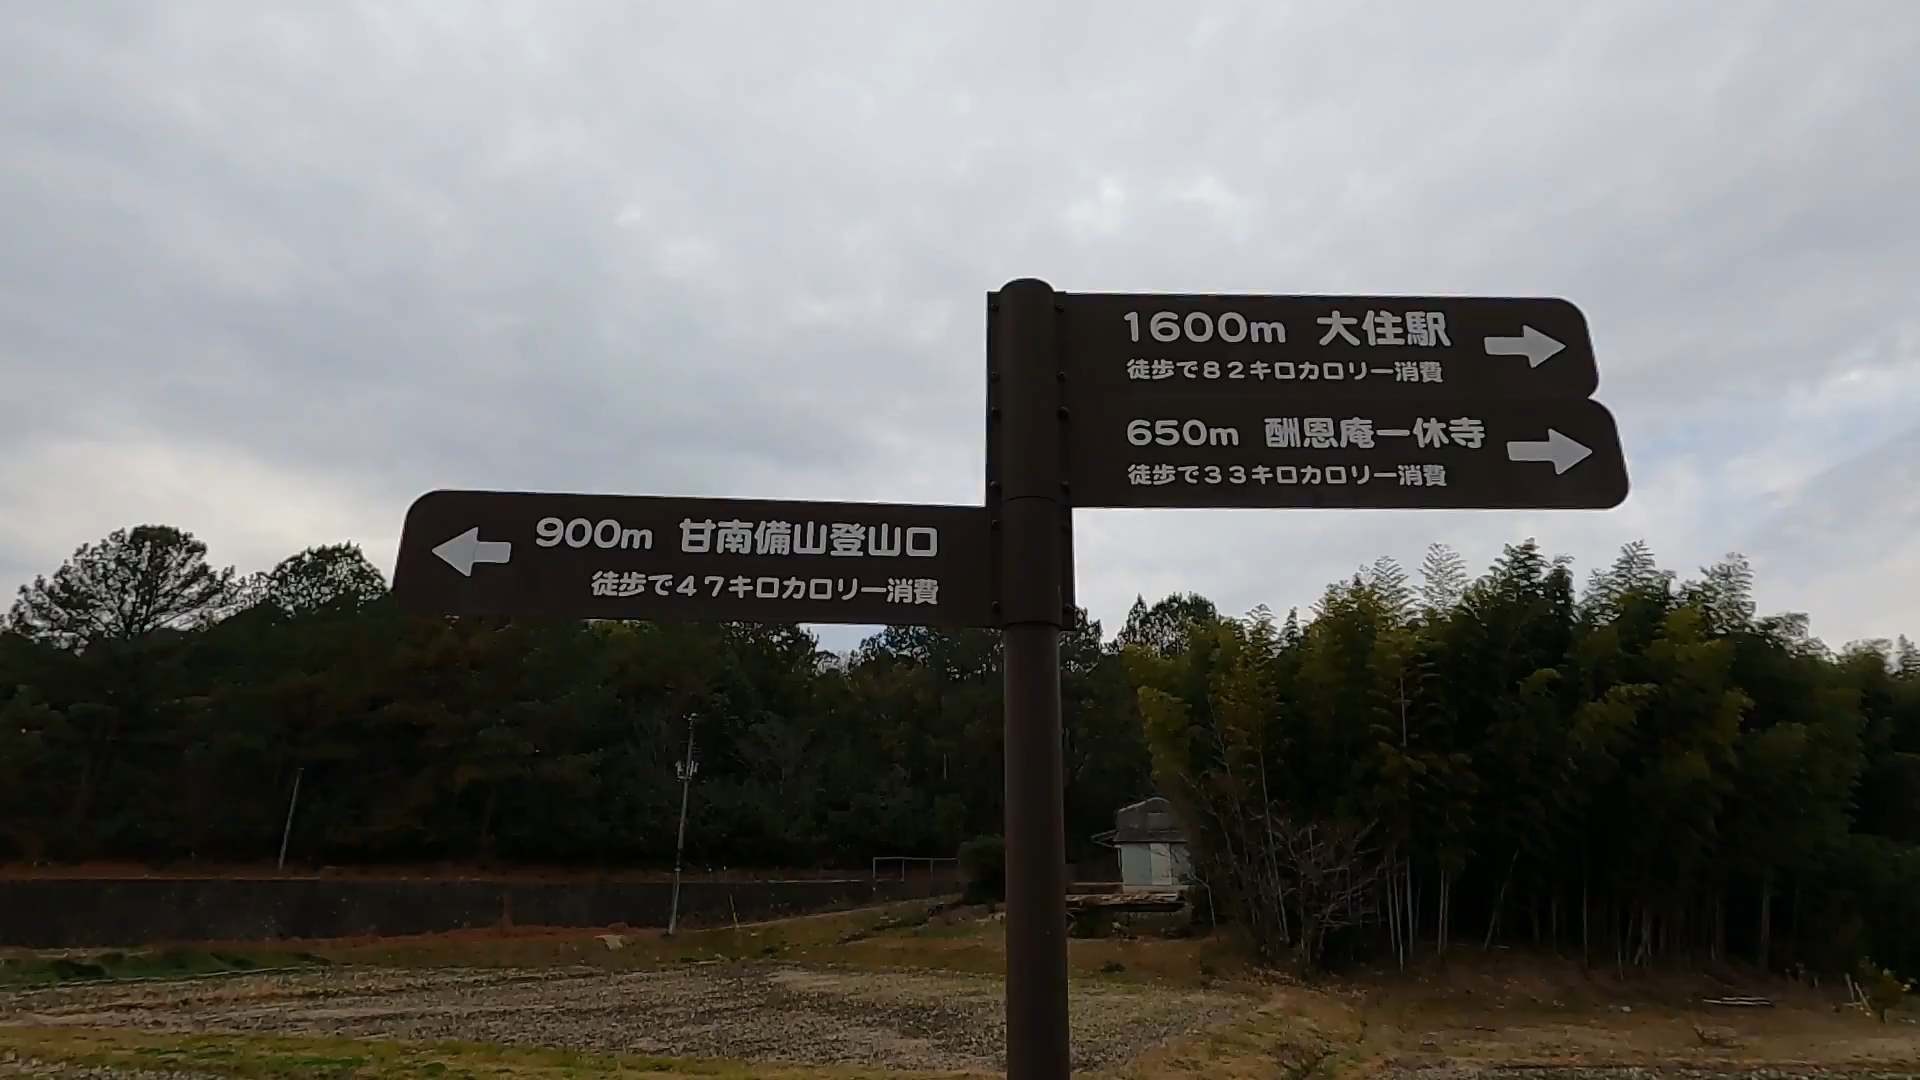 1600m 大住駅
徒歩で82キロカロリー消費
650m 酬恩庵一休寺
徒歩で33キロカロリー消費
900m 甘南備山登山口
徒歩で47キロカロリー消費